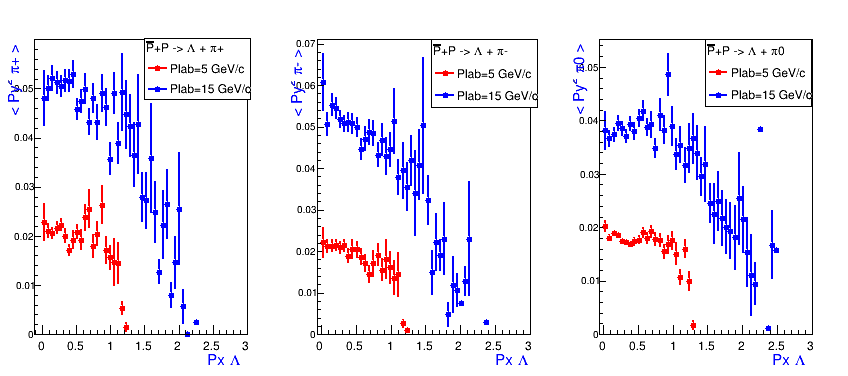 P̅+P -> Λ + π+
Plab=5 GeV/c
Plab=15 GeV/c
< Py² π+ >
0.05
0.04
0.03
0.02
0.01
0
0 0.5 1 1.5 2 2.5 3
Px Λ
P̅+P -> Λ + π-
Plab=5 GeV/c
Plab=15 GeV/c
< Py² π- >
0.07
0.06
0.05
0.04
0.03
0.02
0.01
0
0 0.5 1 1.5 2 2.5 3
Px Λ
P̅+P -> Λ + π0
Plab=5 GeV/c
Plab=15 GeV/c
< Py² π0 >
0.05
0.04
0.03
0.02
0.01
0
0 0.5 1 1.5 2 2.5 3
Px Λ